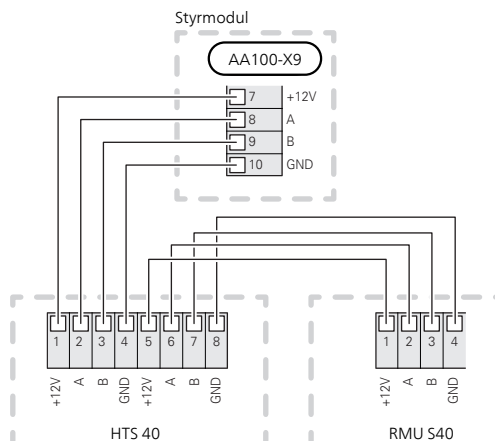 Styrmodul
AA100-X9
7 +12V
8 A
9 B
10 GND
1 2 3 4 5 6 7 8
+12V A B GND +12V A B GND
HTS 40
1 2 3 4
+12V A B GND
RMU S40